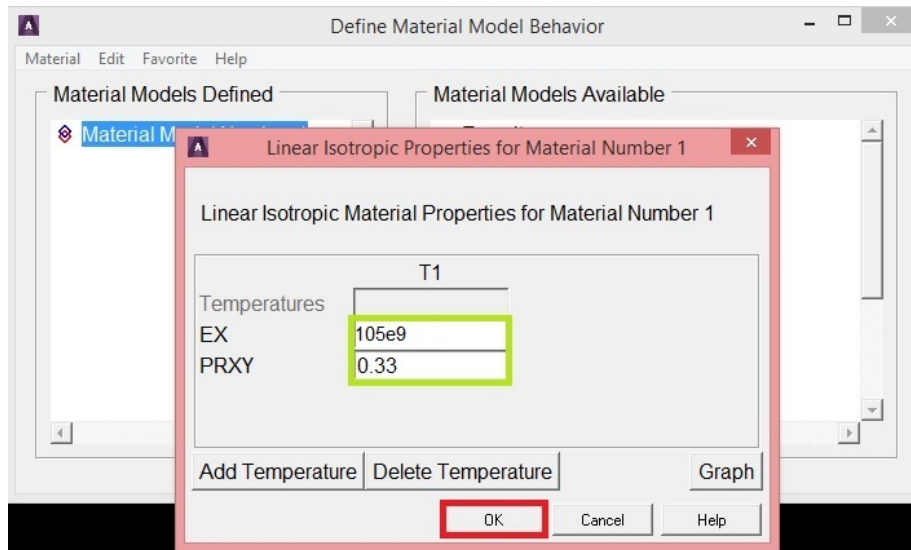 Define Material Model Behavior
Material Edit Favorite Help
Material Models Defined
Material Models Available
Material M
Linear Isotropic Properties for Material Number 1
Linear Isotropic Material Properties for Material Number 1
T1
Temperatures
EX 105e9
PRXY 0.33
Add Temperature Delete Temperature Graph
OK Cancel Help